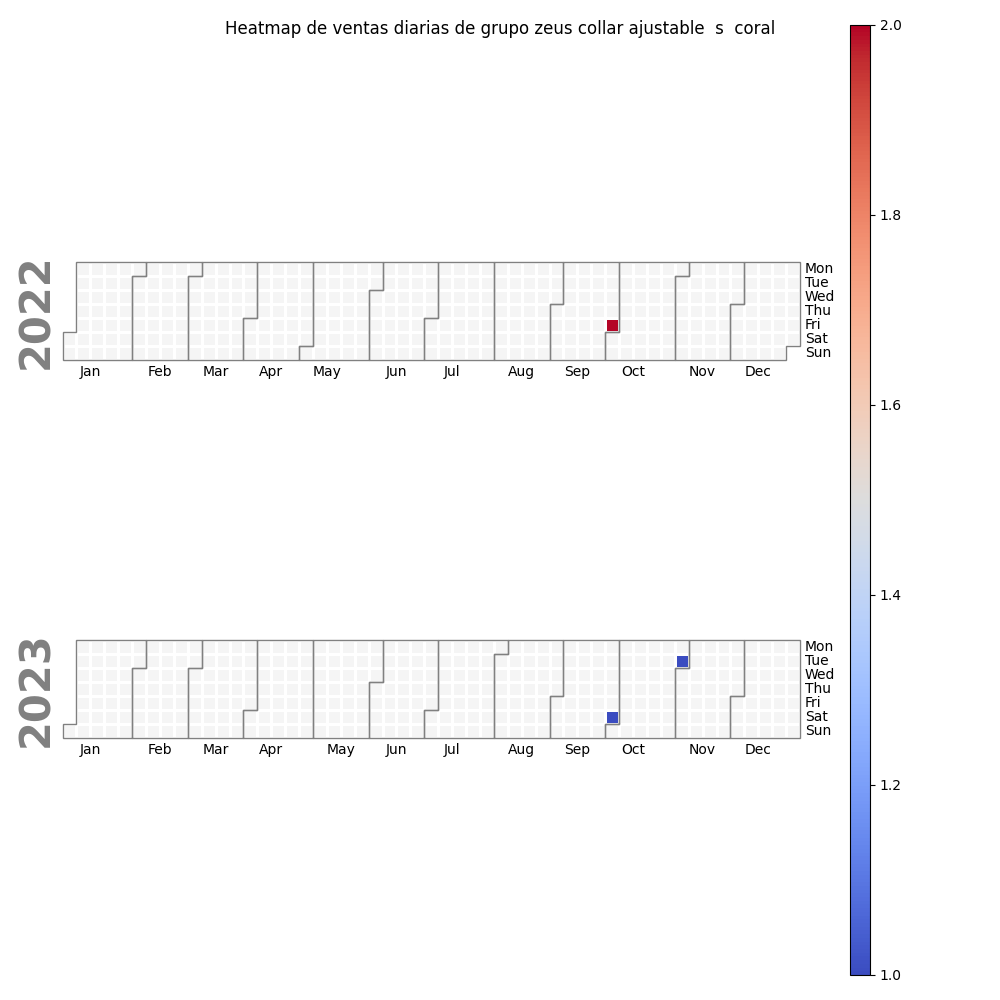 Heatmap de ventas diarias de grupo zeus collar ajustable  s  coral
2.0
1.8
1.6
1.4
1.2
1.0
2022
Mon
Tue
Wed
Thu
Fri
Sat
Sun
Jan Feb Mar Apr May Jun Jul Aug Sep Oct Nov Dec
2023
Mon
Tue
Wed
Thu
Fri
Sat
Sun
Jan Feb Mar Apr May Jun Jul Aug Sep Oct Nov Dec